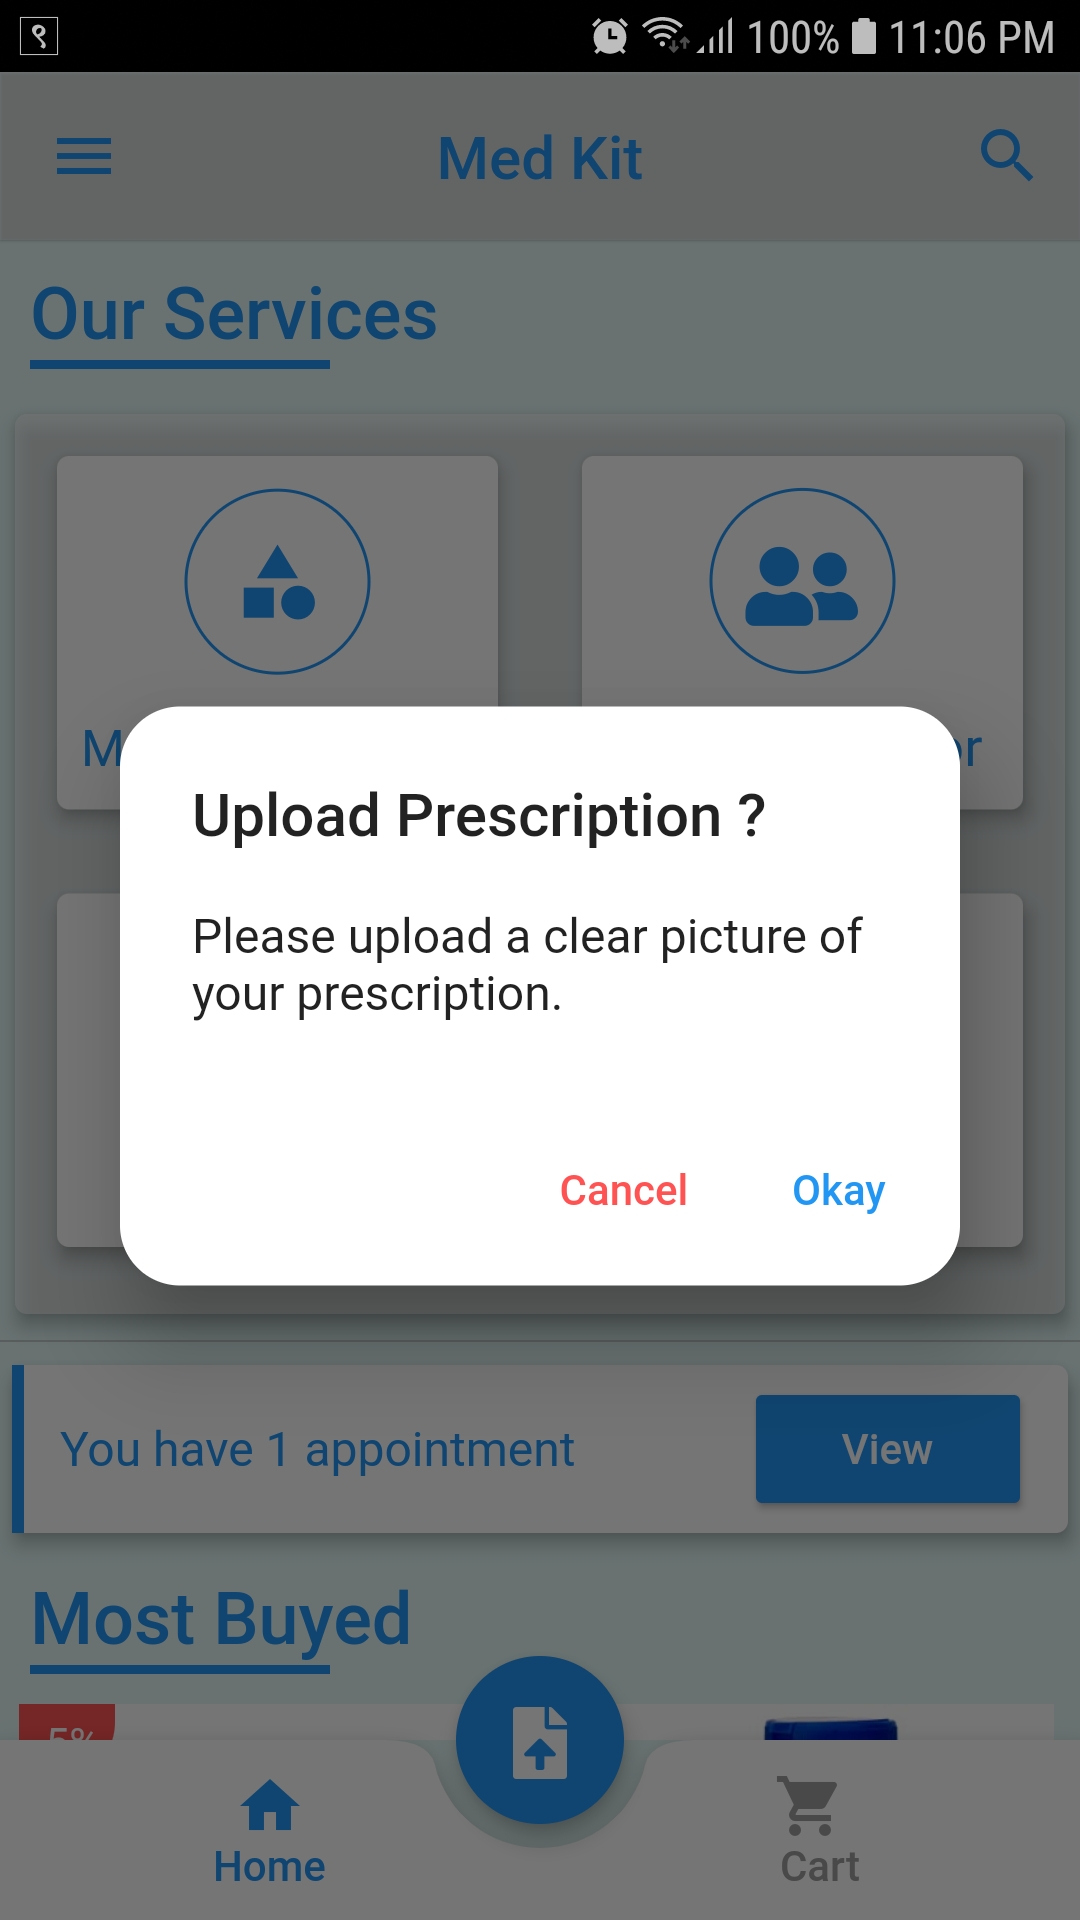 100% 11:06 PM
Med Kit
Our Services
Upload Prescription ?
Please upload a clear picture of
your prescription.
Cancel Okay
You have 1 appointment View
Most Buyed
5%
Home Cart